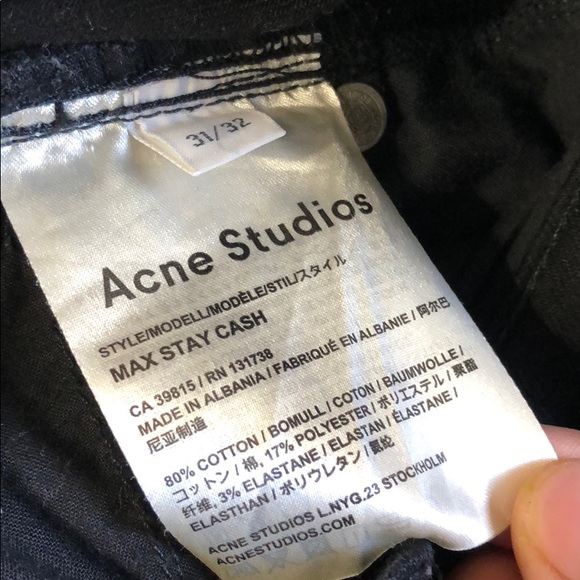 31/32
Acne Studios
STYLE/MODELL/MODÈLE/STIL/スタイル
MAX STAY CASH
CA 39815 / RN 131738
MADE IN ALBANIA / FABRIQUÉ EN ALBANIE / 阿尔巴
尼亚制造
80% COTTON / BOMULL / COTON / BAUMWOLLE /
コットン / 棉, 17% POLYESTER / ポリエステル / 聚酯
纤维, 3% ELASTANE / ELASTAN / ÉLASTANE /
ELASTHAN / ポリウレタン / 氨纶
ACNE STUDIOS L.NYG.23 STOCKHOLM
ACNESTUDIOS.COM